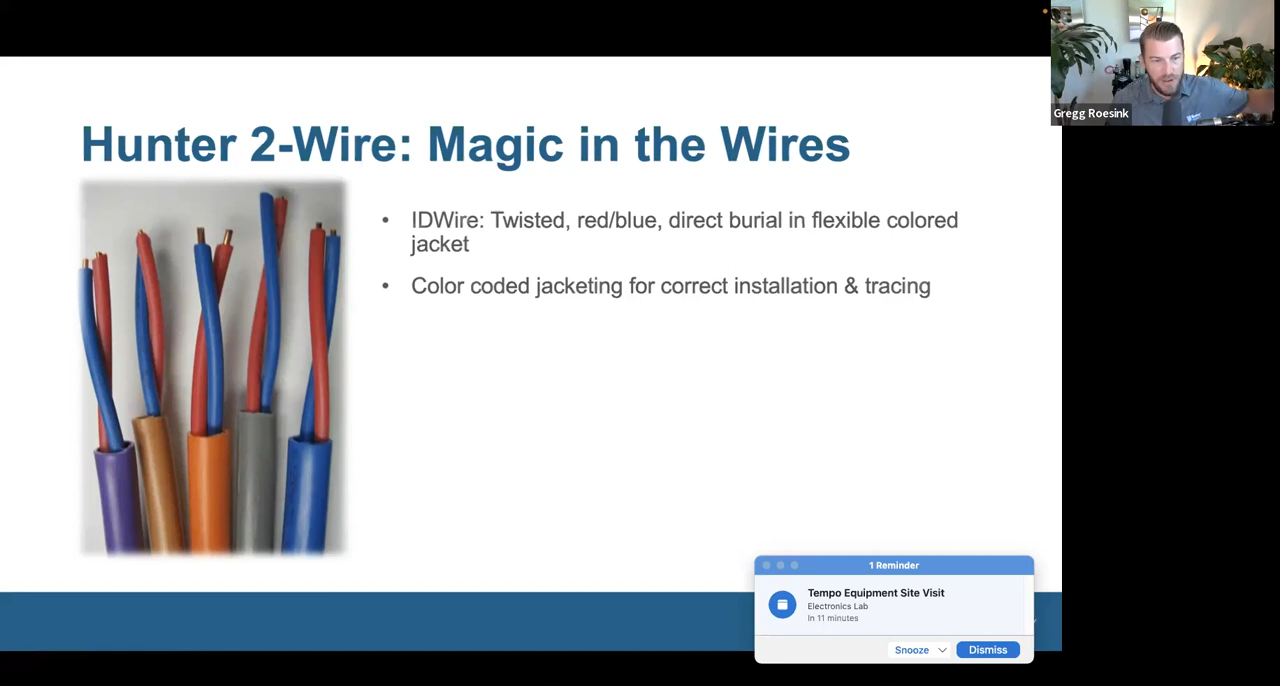 Gregg Roesink
Hunter 2-Wire: Magic in the Wires
• IDWire: Twisted, red/blue, direct burial in flexible colored
jacket
• Color coded jacketing for correct installation & tracing
1 Reminder
Tempo Equipment Site Visit
Electronics Lab
In 11 minutes
Snooze
Dismiss